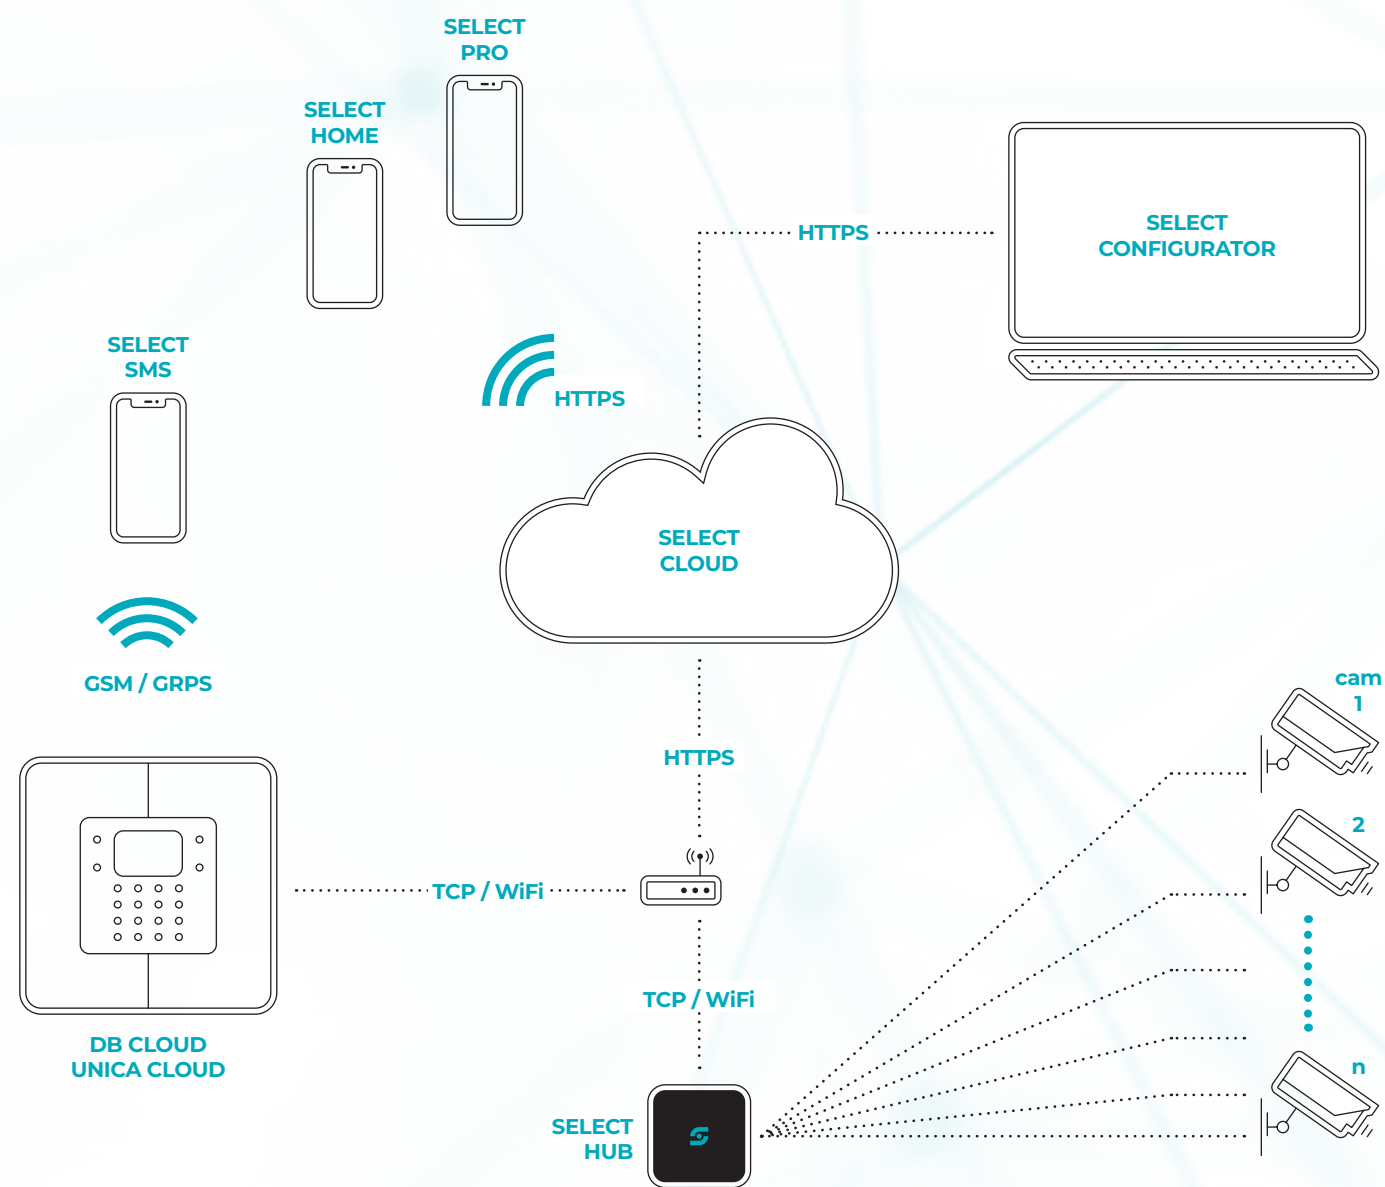 SELECT
PRO
SELECT
HOME
SELECT
CONFIGURATOR
HTTPS
SELECT
SMS
HTTPS
SELECT
CLOUD
GSM / GRPS
cam
1
HTTPS
2
TCP / WiFi
TCP / WiFi
DB CLOUD
UNICA CLOUD
n
SELECT
HUB